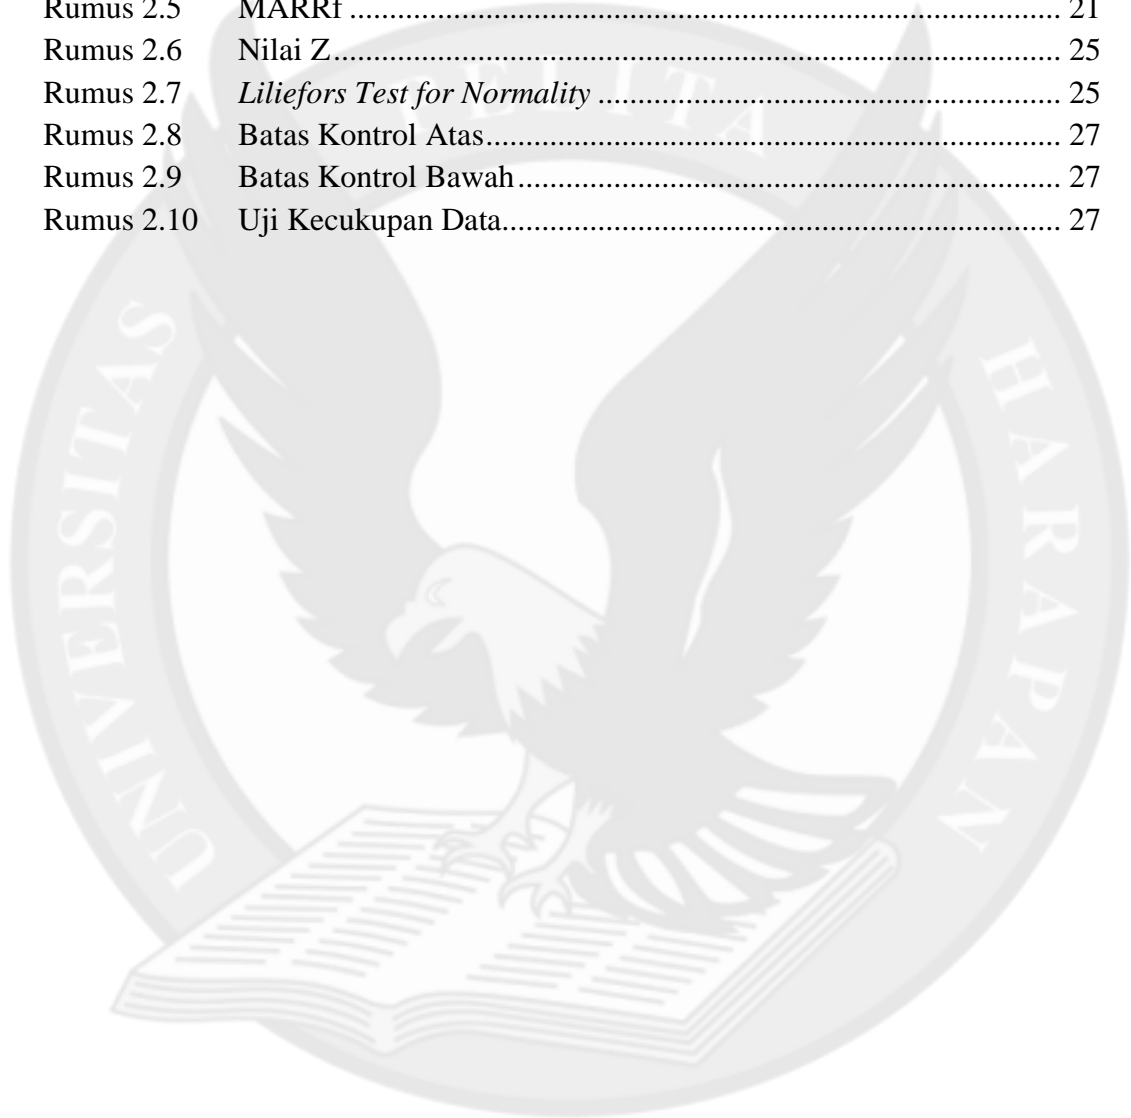 Rumus 2.5 MARRf ........................................................................................ 21
Rumus 2.6 Nilai Z .......................................................................................... 25
Rumus 2.7 Liliefors Test for Normality .......................................................... 25
Rumus 2.8 Batas Kontrol Atas........................................................................ 27
Rumus 2.9 Batas Kontrol Bawah .................................................................... 27
Rumus 2.10 Uji Kecukupan Data...................................................................... 27
UNIVERSITAS PELITA HARAPAN